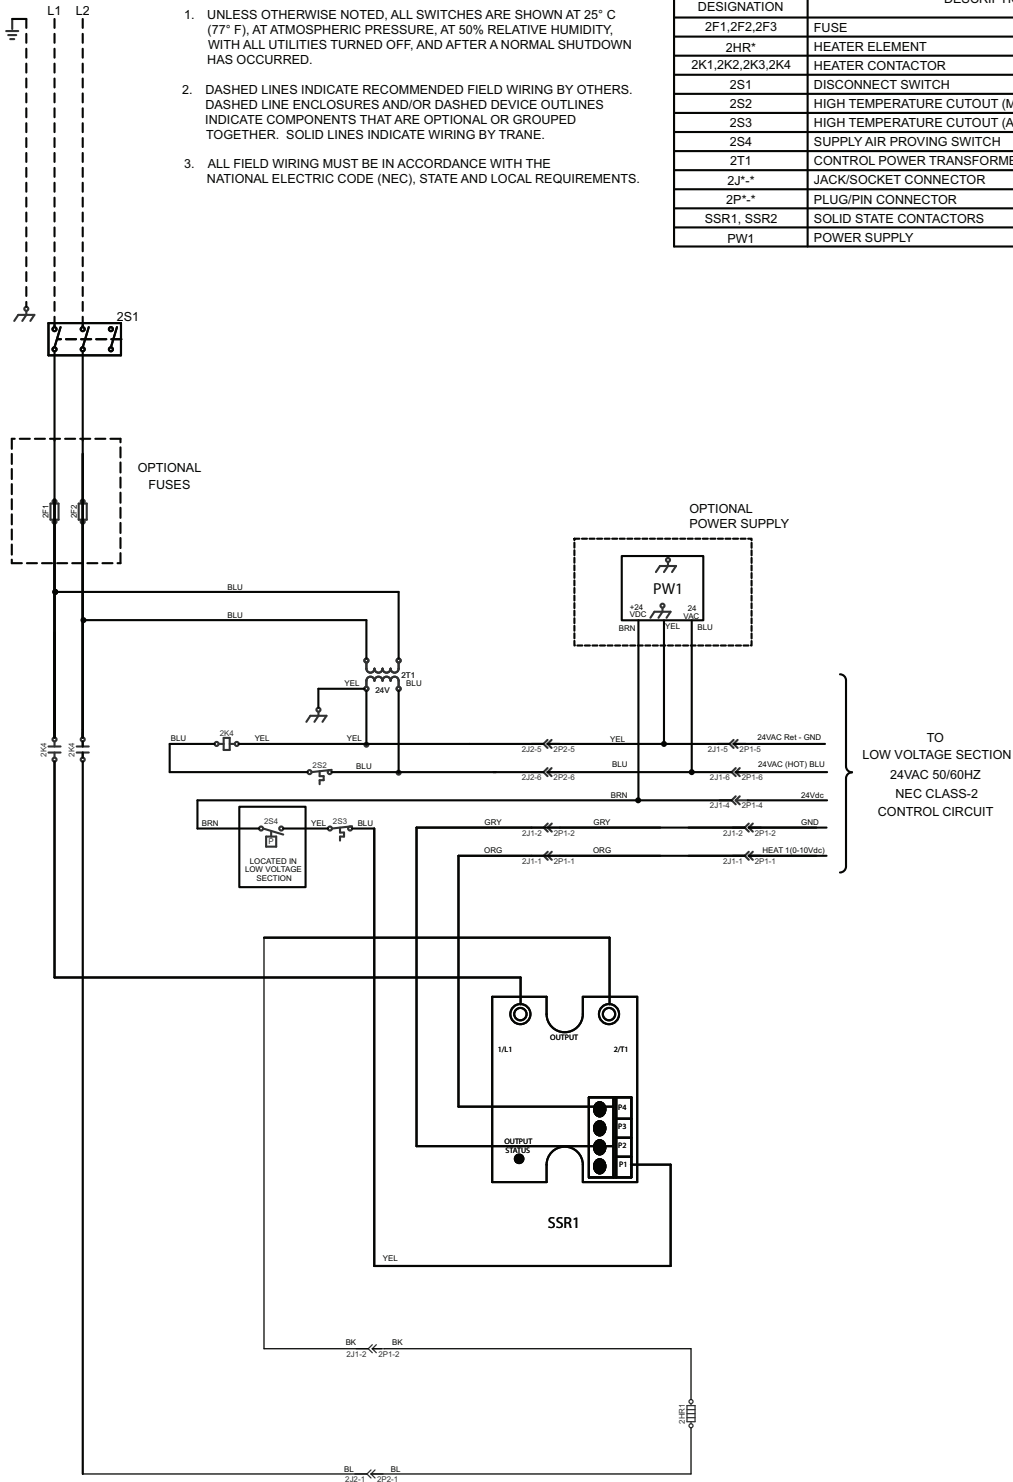 L1 L2
1. UNLESS OTHERWISE NOTED, ALL SWITCHES ARE SHOWN AT 25° C
(77° F), AT ATMOSPHERIC PRESSURE, AT 50% RELATIVE HUMIDITY,
WITH ALL UTILITIES TURNED OFF, AND AFTER A NORMAL SHUTDOWN
HAS OCCURRED.
2. DASHED LINES INDICATE RECOMMENDED FIELD WIRING BY OTHERS.
DASHED LINE ENCLOSURES AND/OR DASHED DEVICE OUTLINES
INDICATE COMPONENTS THAT ARE OPTIONAL OR GROUPED
TOGETHER. SOLID LINES INDICATE WIRING BY TRANE.
3. ALL FIELD WIRING MUST BE IN ACCORDANCE WITH THE
NATIONAL ELECTRIC CODE (NEC), STATE AND LOCAL REQUIREMENTS.
DESIGNATION
2F1,2F2,2F3 FUSE
2HR* HEATER ELEMENT
2K1,2K2,2K3,2K4 HEATER CONTACTOR
2S1 DISCONNECT SWITCH
2S2 HIGH TEMPERATURE CUTOUT (M
2S3 HIGH TEMPERATURE CUTOUT (A
2S4 SUPPLY AIR PROVING SWITCH
2T1 CONTROL POWER TRANSFORME
2J*-* JACK/SOCKET CONNECTOR
2P*-* PLUG/PIN CONNECTOR
SSR1, SSR2 SOLID STATE CONTACTORS
PW1 POWER SUPPLY
2S1
OPTIONAL
FUSES
2F1 2F2
OPTIONAL
POWER SUPPLY
PW1
+24
VDC
24
VAC
BRN YEL BLU
BLU
BLU
2T1
YEL 24V BLU
2K4 2K4
BLU 2K4 YEL YEL 2J2-5 2P2-5 YEL 2J1-5 2P1-5 24VAC Ret - GND
2S2 BLU 2J2-6 2P2-6 BLU 2J1-6 2P1-6 24VAC (HOT) BLU
BRN 2J1-4 2P1-4 24Vdc
BRN 2S4 P YEL 2S3 BLU
LOCATED IN
LOW VOLTAGE
SECTION
GRY 2J1-2 2P1-2 GRY 2J1-2 2P1-2 GND
ORG 2J1-1 2P1-1 ORG 2J1-1 2P1-1 HEAT 1(0-10Vdc)
TO
LOW VOLTAGE SECTION
24VAC 50/60HZ
NEC CLASS-2
CONTROL CIRCUIT
OUTPUT
1/L1 2/T1
P4
P3
P2
P1
OUTPUT
STATUS
SSR1
YEL
BK BK
2J1-2 2P1-2
2HR1
BL BL
2J2-1 2P2-1